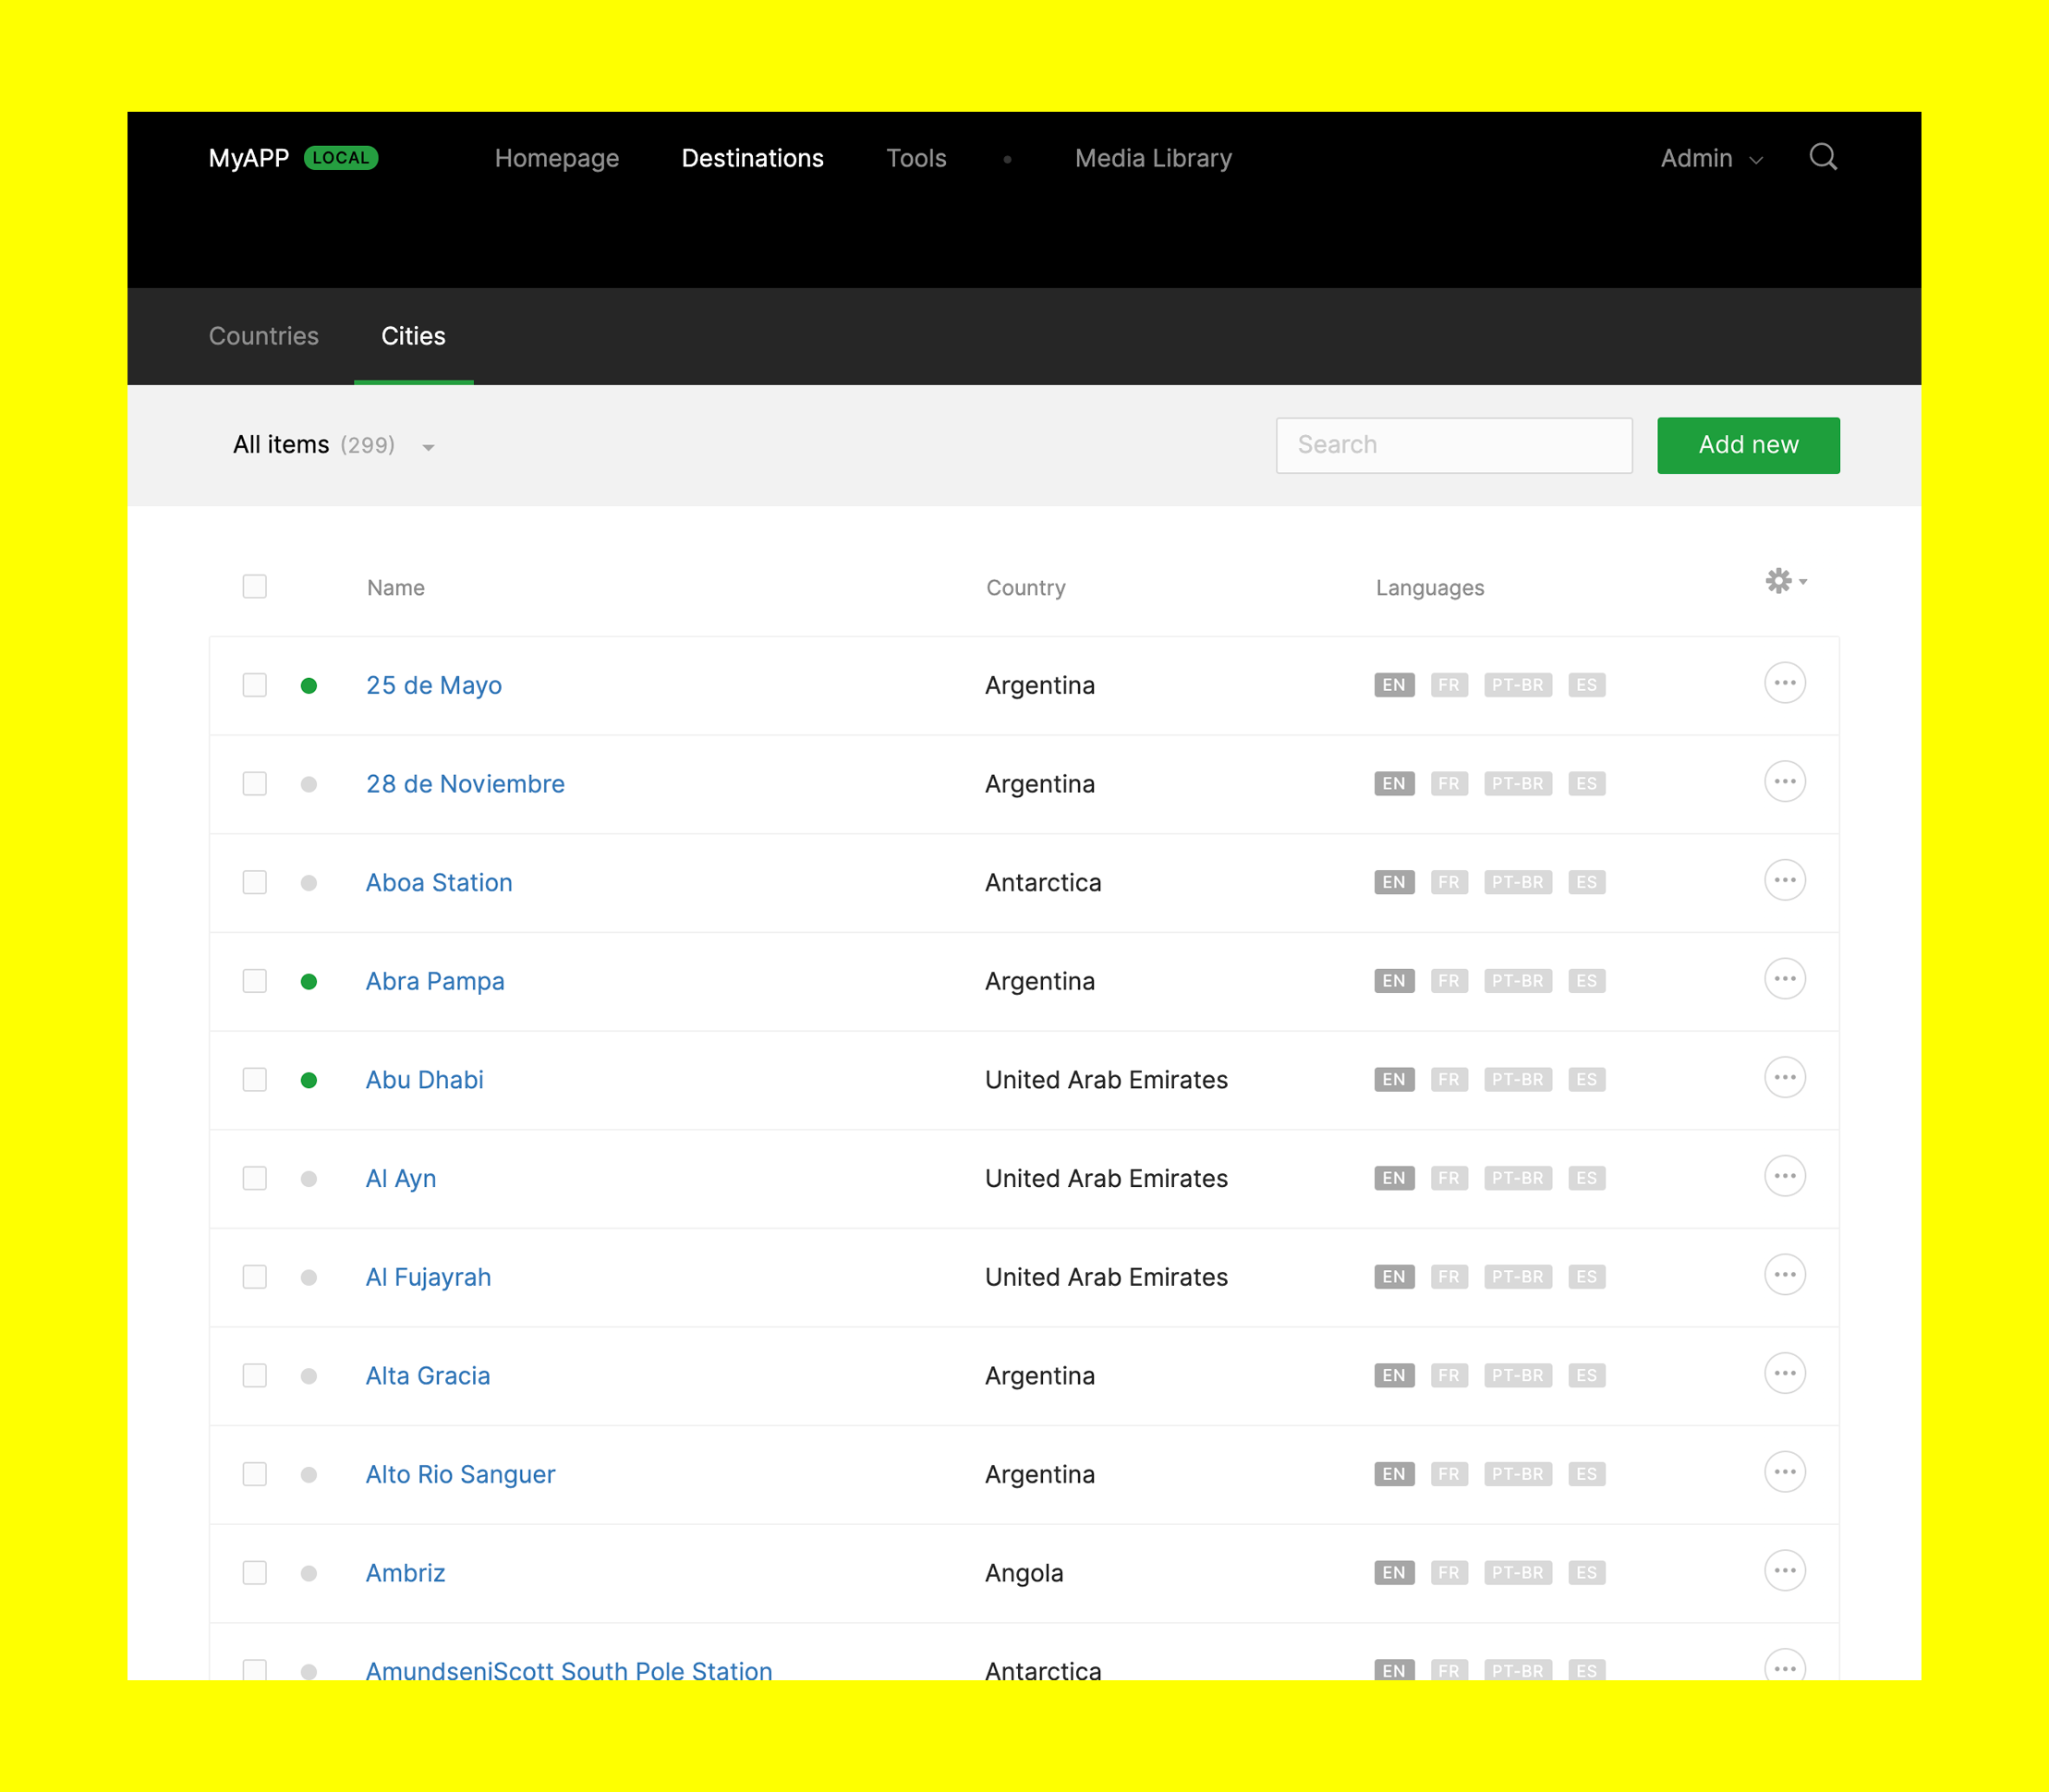 MyAPP LOCAL Homepage Destinations Tools Media Library Admin
Countries Cities
All items (299) Search Add new
Name Country Languages
25 de Mayo Argentina EN FR PT-BR ES
28 de Noviembre Argentina EN FR PT-BR ES
Aboa Station Antarctica EN FR PT-BR ES
Abra Pampa Argentina EN FR PT-BR ES
Abu Dhabi United Arab Emirates EN FR PT-BR ES
Al Ayn United Arab Emirates EN FR PT-BR ES
Al Fujayrah United Arab Emirates EN FR PT-BR ES
Alta Gracia Argentina EN FR PT-BR ES
Alto Rio Sanguer Argentina EN FR PT-BR ES
Ambriz Angola EN FR PT-BR ES
AmundseniScott South Pole Station Antarctica EN FR PT-BR ES